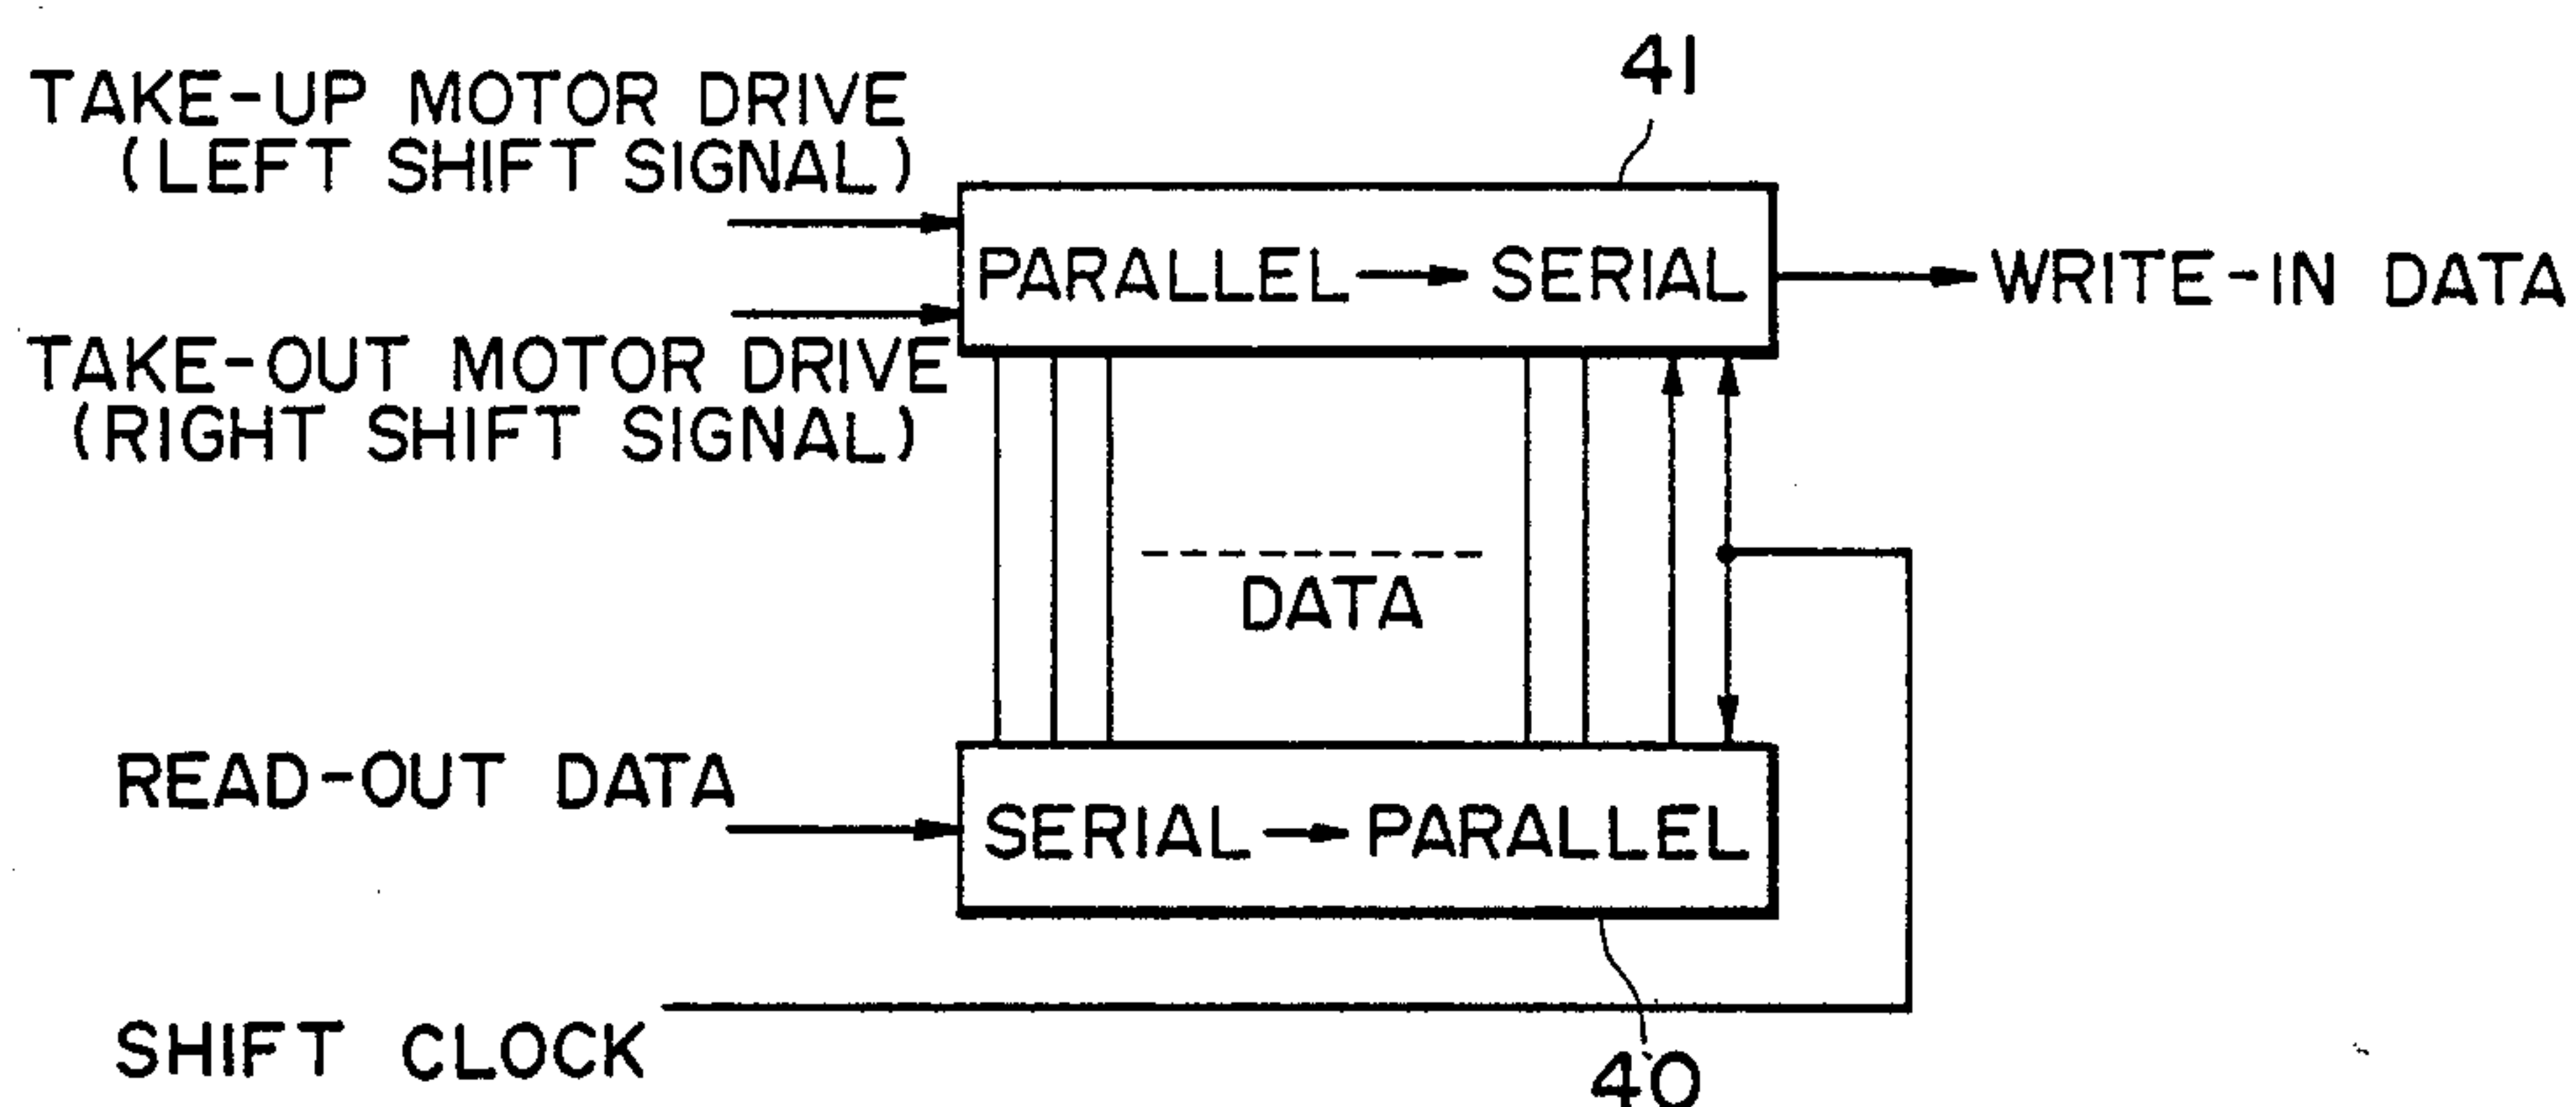 41
TAKE-UP MOTOR DRIVE
(LEFT SHIFT SIGNAL)
PARALLEL → SERIAL
WRITE-IN DATA
TAKE-OUT MOTOR DRIVE
(RIGHT SHIFT SIGNAL)
DATA
READ-OUT DATA
SERIAL → PARALLEL
SHIFT CLOCK
40